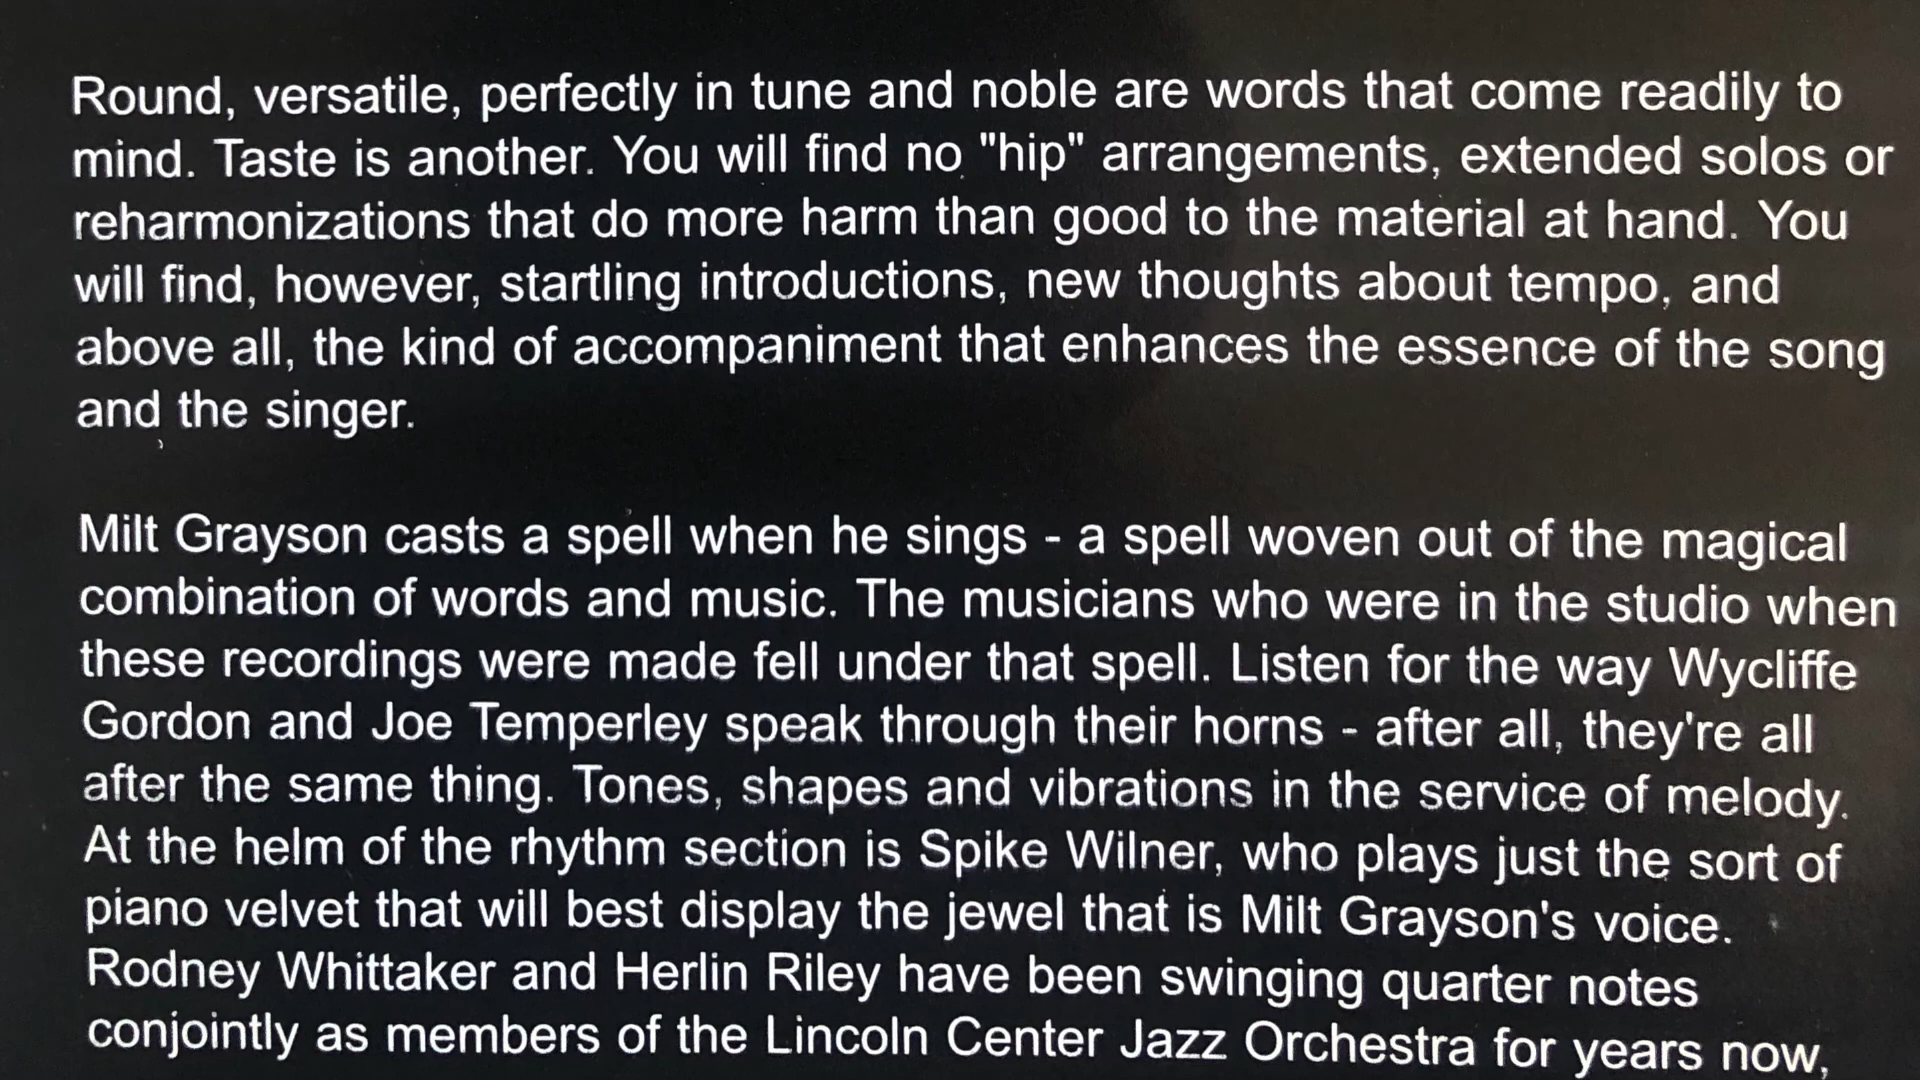 Round, versatile, perfectly in tune and noble are words that come readily to
mind. Taste is another. You will find no "hip" arrangements, extended solos or
reharmonizations that do more harm than good to the material at hand. You
will find, however, startling introductions, new thoughts about tempo, and
above all, the kind of accompaniment that enhances the essence of the song
and the singer.
Milt Grayson casts a spell when he sings - a spell woven out of the magical
combination of words and music. The musicians who were in the studio when
these recordings were made fell under that spell. Listen for the way Wycliffe
Gordon and Joe Temperley speak through their horns - after all, they're all
after the same thing. Tones, shapes and vibrations in the service of melody.
At the helm of the rhythm section is Spike Wilner, who plays just the sort of
piano velvet that will best display the jewel that is Milt Grayson's voice.
Rodney Whittaker and Herlin Riley have been swinging quarter notes
conjointly as members of the Lincoln Center Jazz Orchestra for years now,